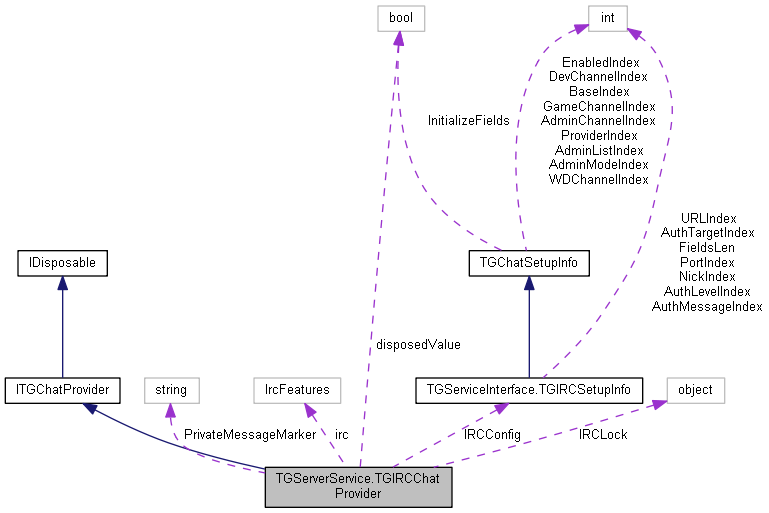 bool
int
EnabledIndex
DevChannelIndex
BaseIndex
GameChannelIndex
AdminChannelIndex
ProviderIndex
AdminListIndex
AdminModeIndex
WDChannelIndex
InitializeFields
URLIndex
AuthTargetIndex
FieldsLen
PortIndex
NickIndex
AuthLevelIndex
AuthMessageIndex
IDisposable
TGChatSetupInfo
disposedValue
ITGChatProvider
string
IrcFeatures
TGServiceInterface.TGIRCSetupInfo
object
PrivateMessageMarker
irc
IRCConfig
IRCLock
TGServerService.TGIRCChat
Provider